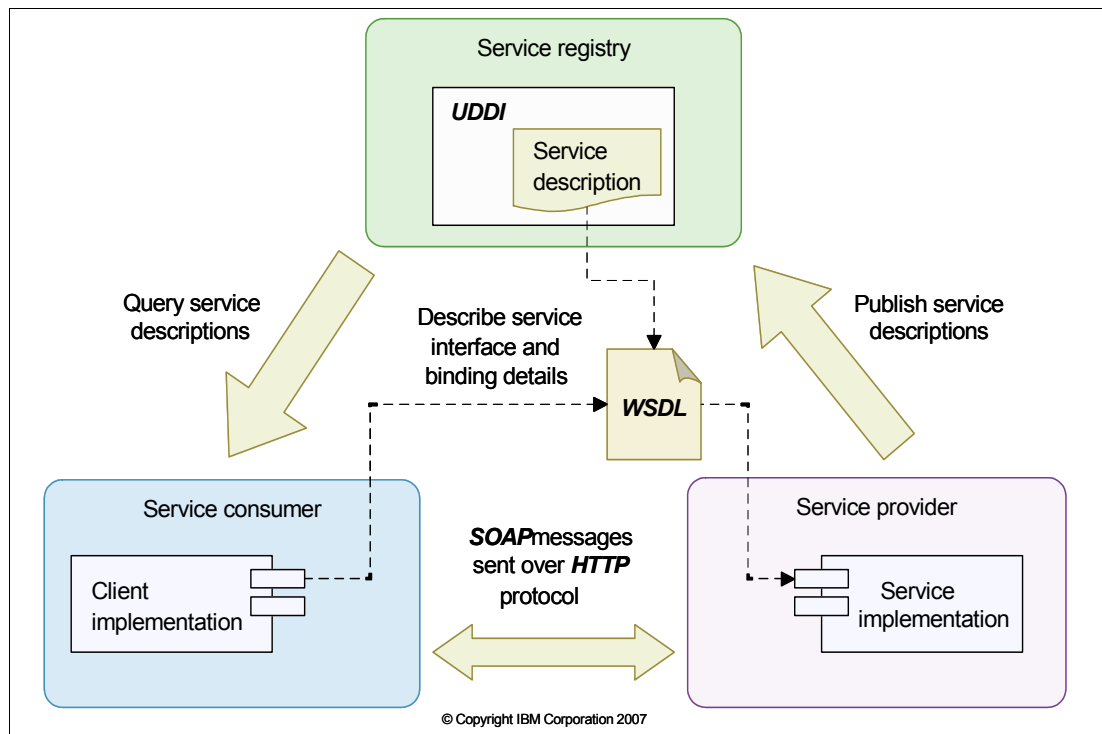 Service registry
UDDI
Service
description
Query service
descriptions
Describe service
interface and
binding details
Publish service
descriptions
WSDL
Service consumer
Service provider
SOAPmessages
sent over HTTP
protocol
Client
implementation
Service
implementation
© Copyright IBM Corporation 2007